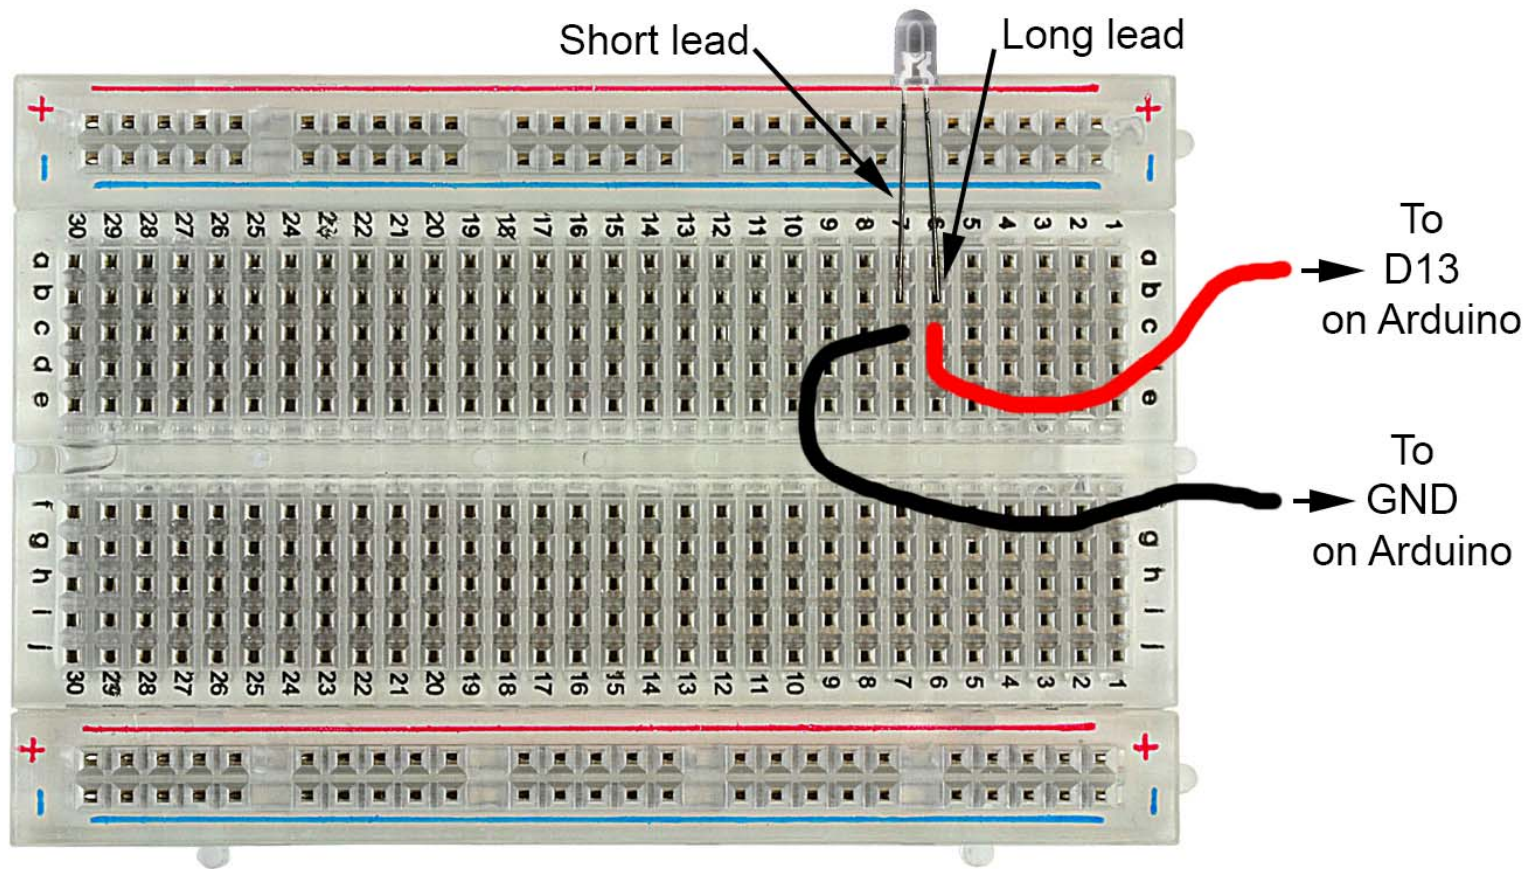 Short lead
Long lead
+ +
- -
30 29 28 27 26 25 24 23 22 21 20 19 18 17 16 15 14 13 12 11 10 9 8 7 6 5 4 3 2 1
a a
b b
c c
d
e e
To
D13
on Arduino
To
GND
on Arduino
f
g g
h h
i i
j j
30 29 28 27 26 25 24 23 22 21 20 19 18 17 16 15 14 13 12 11 10 9 8 7 6 5 4 3 2 1
+ +
- -